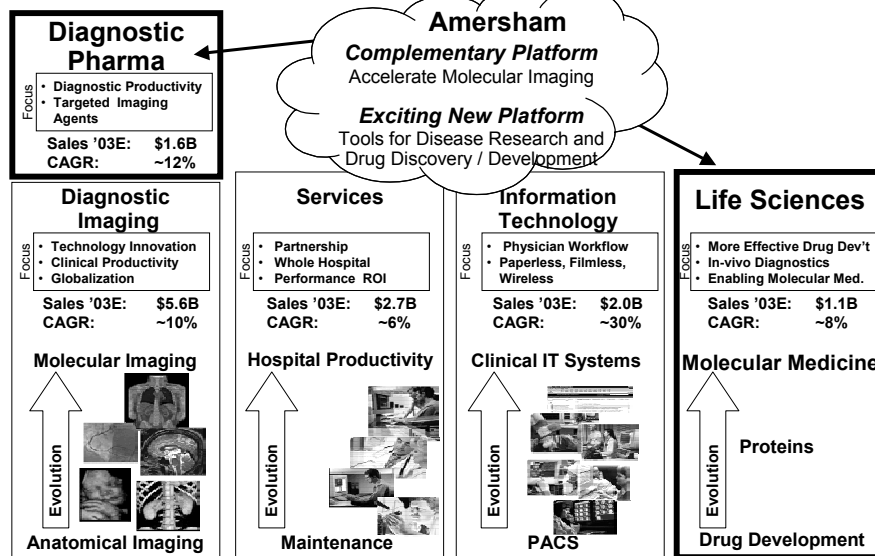 Diagnostic
Pharma
Focus
• Diagnostic Productivity
• Targeted Imaging
Agents
Sales '03E: $1.6B
CAGR: ~12%
Amersham
Complementary Platform
Accelerate Molecular Imaging
Exciting New Platform
Tools for Disease Research and
Drug Discovery / Development
Diagnostic
Imaging
Focus
• Technology Innovation
• Clinical Productivity
• Globalization
Sales '03E: $5.6B
CAGR: ~10%
Molecular Imaging
Evolution
Anatomical Imaging
Services
Focus
• Partnership
• Whole Hospital
• Performance ROI
Sales '03E: $2.7B
CAGR: ~6%
Hospital Productivity
Evolution
Maintenance
Information
Technology
Focus
• Physician Workflow
• Paperless, Filmless,
Wireless
Sales '03E: $2.0B
CAGR: ~30%
Clinical IT Systems
Evolution
PACS
Life Sciences
Focus
• More Effective Drug Dev't
• In-vivo Diagnostics
• Enabling Molecular Med.
Sales '03E: $1.1B
CAGR: ~8%
Molecular Medicine
Evolution
Proteins
Drug Development